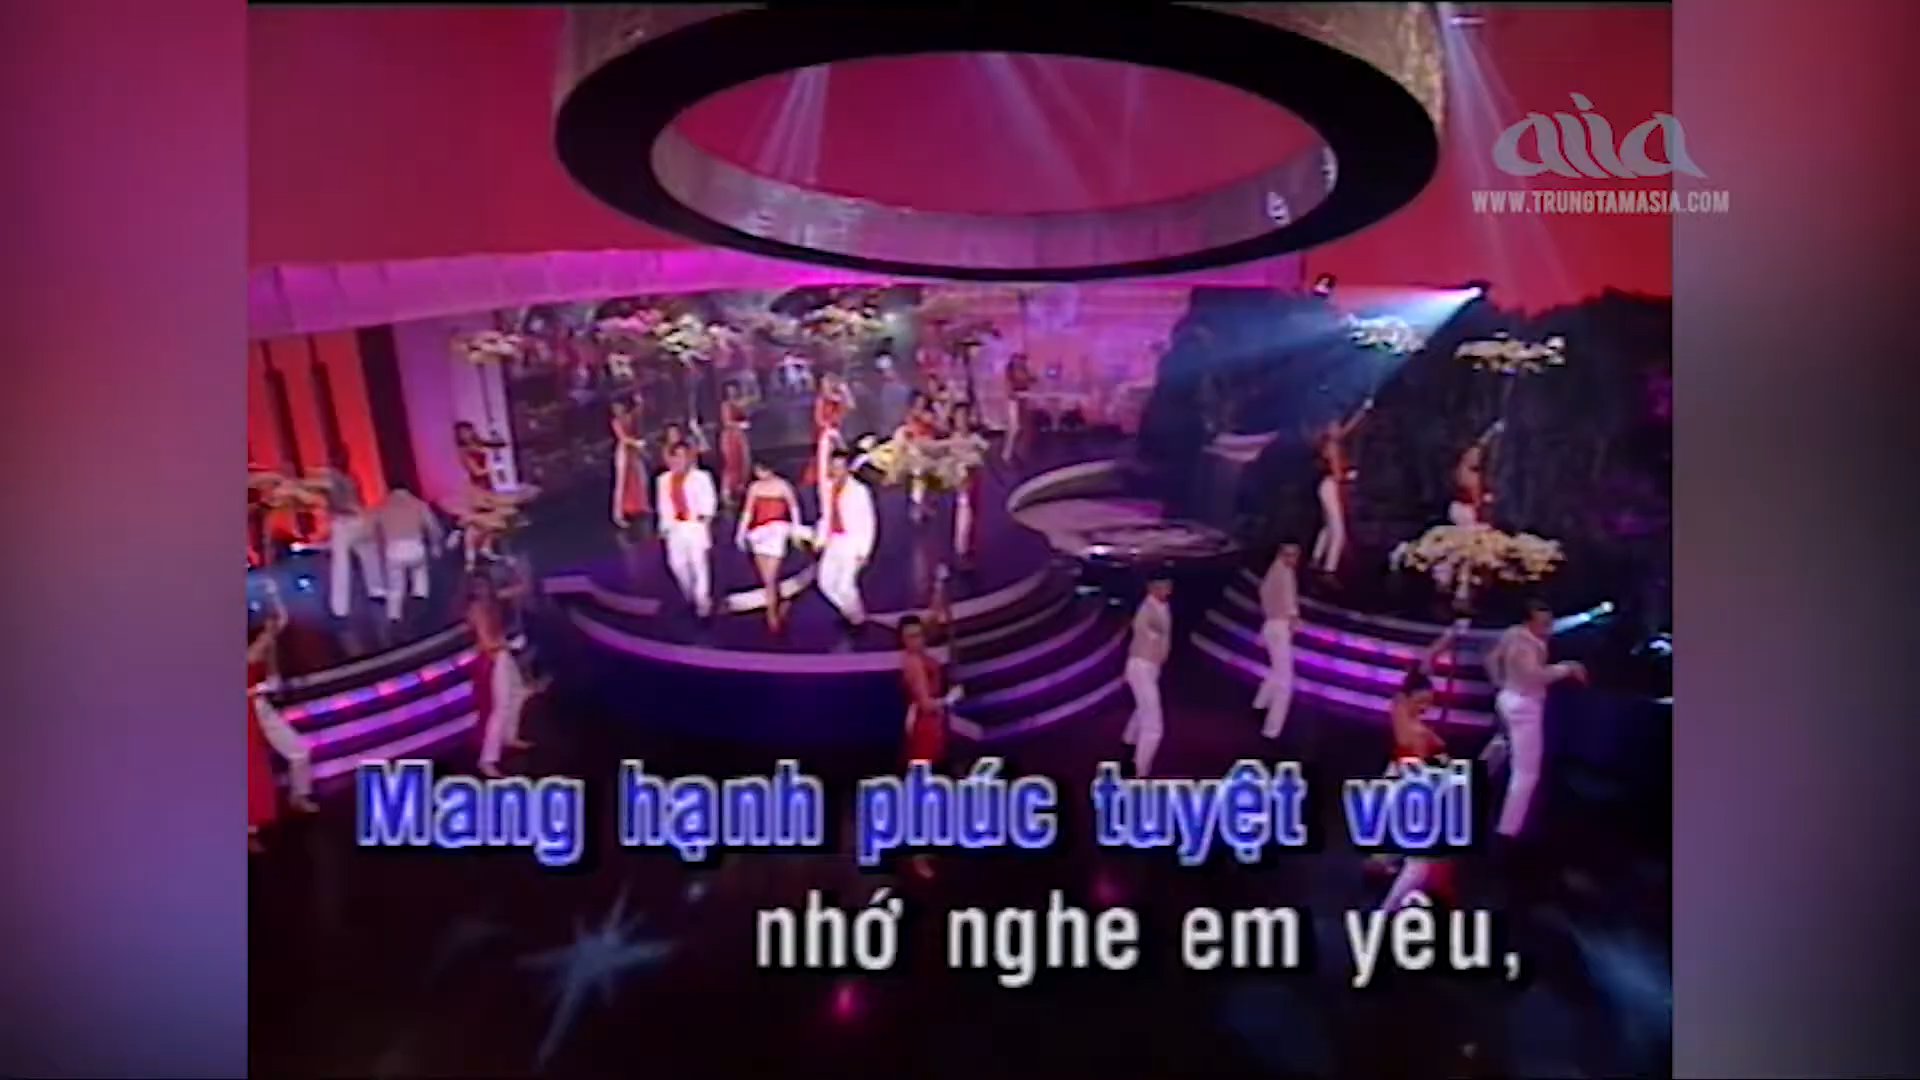 asia
WWW.TRUNGTAMASIA.COM
Mang hạnh phúc tuyệt vời
nhớ nghe em yêu,